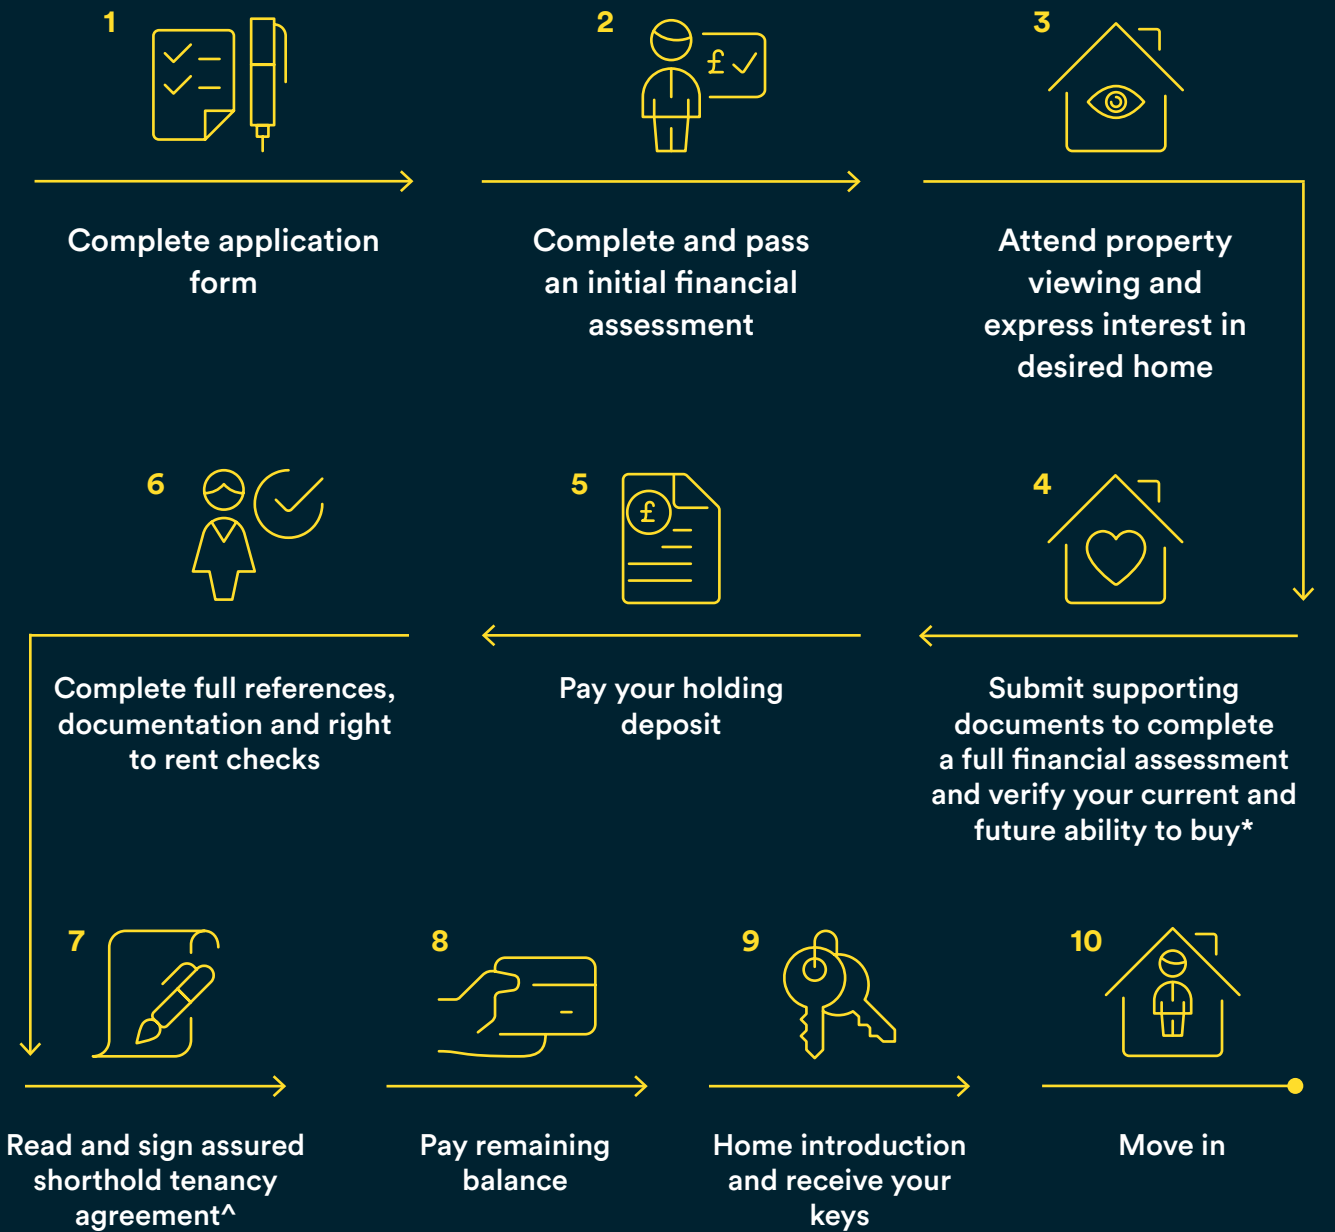 1
Complete application
form
2
Complete and pass
an initial financial
assessment
3
Attend property
viewing and
express interest in
desired home
4
Submit supporting
documents to complete
a full financial assessment
and verify your current and
future ability to buy*
5
£
Pay your holding
deposit
6
Complete full references,
documentation and right
to rent checks
7
Read and sign assured
shorthold tenancy
agreement^
8
Pay remaining
balance
9
Home introduction
and receive your
keys
10
Move in
£